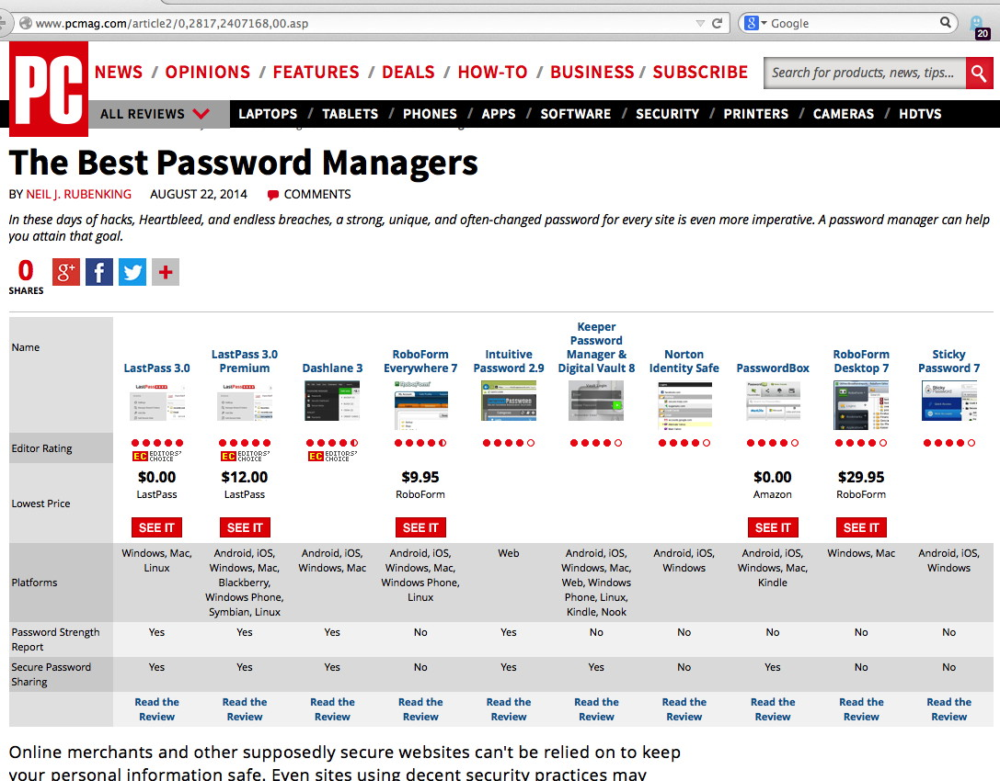 www.pcmag.com/article2/0,2817,2407168,00.asp
Google
20
PC
NEWS / OPINIONS / FEATURES / DEALS / HOW-TO / BUSINESS / SUBSCRIBE
Search for products, news, tips...
ALL REVIEWS
LAPTOPS / TABLETS / PHONES / APPS / SOFTWARE / SECURITY / PRINTERS / CAMERAS / HDTVS
The Best Password Managers
BY NEIL J. RUBENKING AUGUST 22, 2014 COMMENTS
In these days of hacks, Heartbleed, and endless breaches, a strong, unique, and often-changed password for every site is even more imperative. A password manager can help
you attain that goal.
0
SHARES
Name
LastPass 3.0
LastPass 3.0
Premium
Dashlane 3
RoboForm
Everywhere 7
Intuitive
Password 2.9
Keeper
Password
Manager &
Digital Vault 8
Norton
Identity Safe
PasswordBox
RoboForm
Desktop 7
Sticky
Password 7
Editor Rating
EC EDITORS'
CHOICE
EC EDITORS'
CHOICE
EC EDITORS'
CHOICE
Lowest Price
$0.00
LastPass
SEE IT
$12.00
LastPass
SEE IT
$9.95
RoboForm
SEE IT
$0.00
Amazon
SEE IT
$29.95
RoboForm
SEE IT
Platforms
Windows, Mac,
Linux
Android, iOS,
Windows, Mac,
Blackberry,
Windows Phone,
Symbian, Linux
Android, iOS,
Windows, Mac
Android, iOS,
Windows, Mac,
Windows Phone,
Linux
Web
Android, iOS,
Windows, Mac,
Web, Windows
Phone, Linux,
Kindle, Nook
Android, iOS,
Windows
Android, iOS,
Windows, Mac,
Kindle
Windows, Mac
Android, iOS,
Windows
Password Strength
Report
Yes Yes Yes No Yes No No No No No
Secure Password
Sharing
Yes Yes Yes No Yes Yes No Yes No No
Read the
Review
Read the
Review
Read the
Review
Read the
Review
Read the
Review
Read the
Review
Read the
Review
Read the
Review
Read the
Review
Read the
Review
Online merchants and other supposedly secure websites can't be relied on to keep
your personal information safe. Even sites using decent security practices may